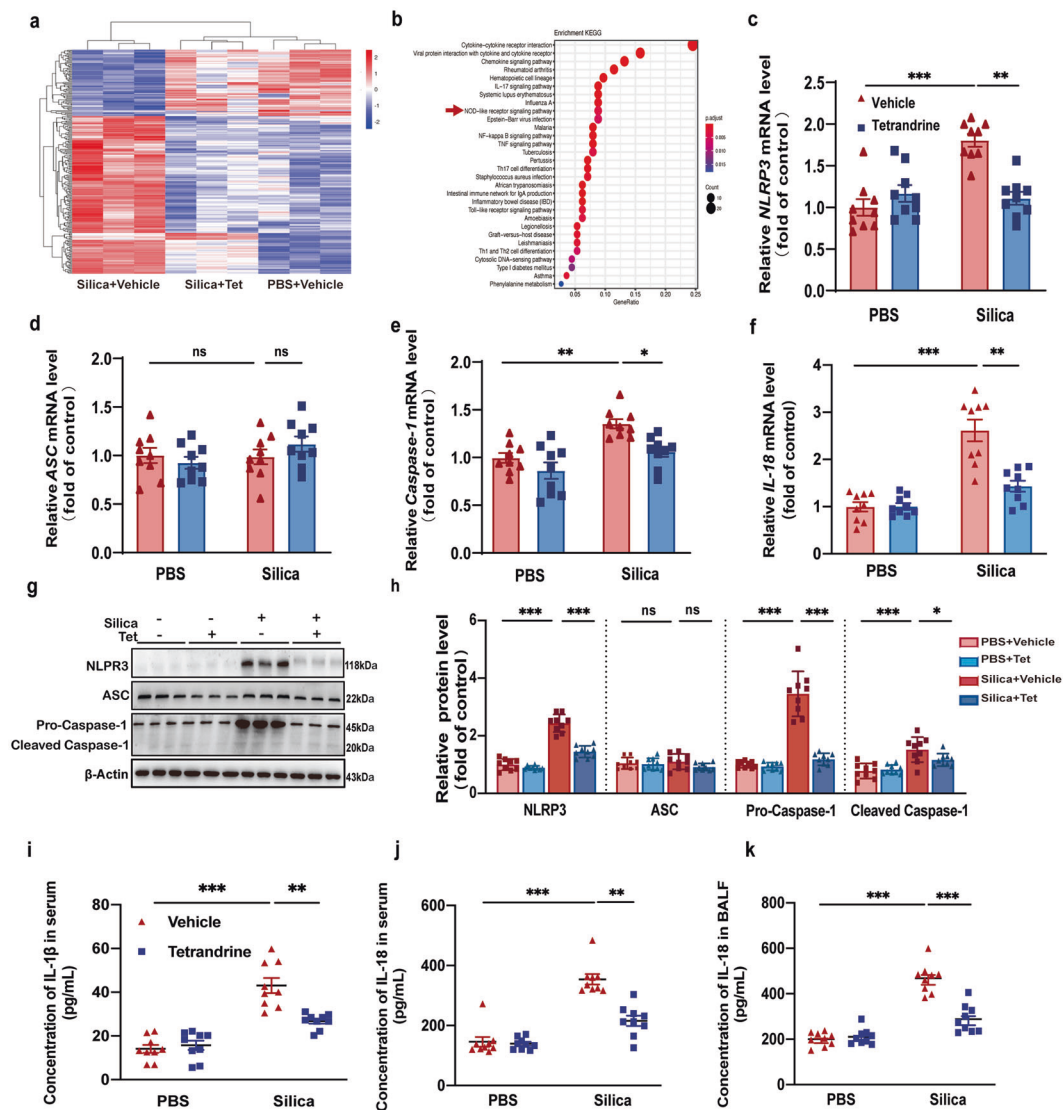 a
2
1
0
-1
-2
Silica+Vehicle
Silica+Tet
PBS+Vehicle
b
Enrichment KEGG
Cytokine-cytokine receptor interaction
Viral protein interaction with cytokine and cytokine receptor
Chemokine signaling pathway
Rheumatoid arthritis
Hematopoietic cell lineage
IL-17 signaling pathway
Systemic lupus erythematosus
Influenza A
NOD-like receptor signaling pathway
Epstein-Barr virus infection
Malaria
NF-kappa B signaling pathway
TNF signaling pathway
Tuberculosis
Pertussis
Th17 cell differentiation
Staphylococcus aureus infection
African trypanosomiasis
Intestinal immune network for IgA production
Inflammatory bowel disease (IBD)
Toll-like receptor signaling pathway
Amoebiasis
Legionellosis
Graft-versus-host disease
Leishmaniasis
Th1 and Th2 cell differentiation
Cytosolic DNA-sensing pathway
Type I diabetes mellitus
Asthma
Phenylalanine metabolism
0.05
0.10
0.15
0.20
0.25
GeneRatio
p.adjust
0.005
0.010
0.015
Count
10
20
c
Relative NLRP3 mRNA level
(fold of control)
2.5
2.0
1.5
1.0
0.5
0.0
***
**
Vehicle
Tetrandrine
PBS
Silica
d
Relative ASC mRNA level
(fold of control)
2.0
1.5
1.0
0.5
0.0
ns
ns
PBS
Silica
e
Relative Caspase-1 mRNA level
(fold of control)
2.0
1.5
1.0
0.5
0.0
**
*
PBS
Silica
f
Relative IL-18 mRNA level
(fold of control)
4
3
2
1
0
***
**
PBS
Silica
g
Silica - - + +
Tet - + - +
NLPR3 118kDa
ASC 22kDa
Pro-Caspase-1 45kDa
Cleaved Caspase-1 20kDa
β-Actin 43kDa
h
Relative protein level
(fold of control)
6
4
2
0
*** ***
ns ns
*** ***
*** *
NLRP3
ASC
Pro-Caspase-1
Cleaved Caspase-1
PBS+Vehicle
PBS+Tet
Silica+Vehicle
Silica+Tet
i
Concentration of IL-1β in serum
(pg/mL)
80
60
40
20
0
***
**
Vehicle
Tetrandrine
PBS
Silica
j
Concentration of IL-18 in serum
(pg/mL)
600
400
200
0
***
**
PBS
Silica
k
Concentration of IL-18 in BALF
(pg/mL)
800
600
400
200
0
***
***
PBS
Silica